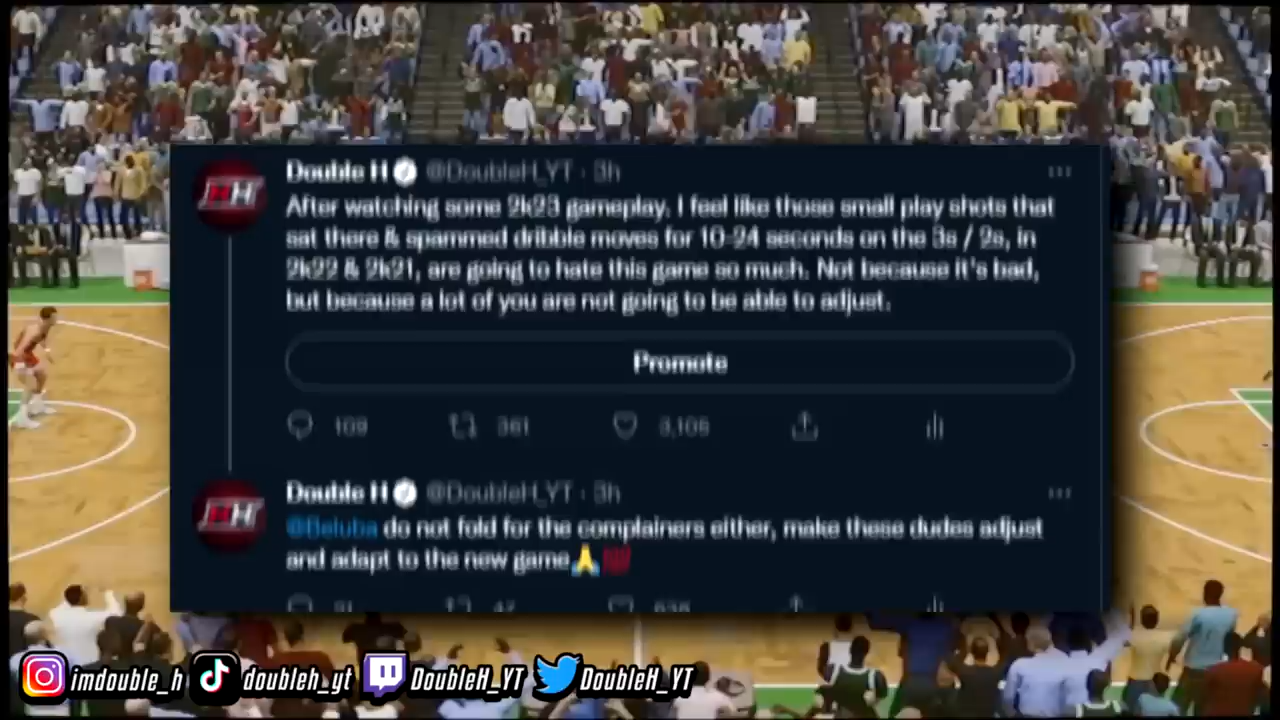 Double H @DoubleH_YT · 3h
After watching some 2k23 gameplay. I feel like those small play shots that
sat there & spammed dribble moves for 10-24 seconds on the 3s / 2s, in
2k22 & 2k21, are going to hate this game so much. Not because it's bad,
but because a lot of you are not going to be able to adjust.
Promote
109 361 3,105
Double H @DoubleH_YT · 3h
@Beluba do not fold for the complainers either, make these dudes adjust
and adapt to the new game🙏💯
imdouble_h doubleh_yt DoubleH_YT DoubleH_YT